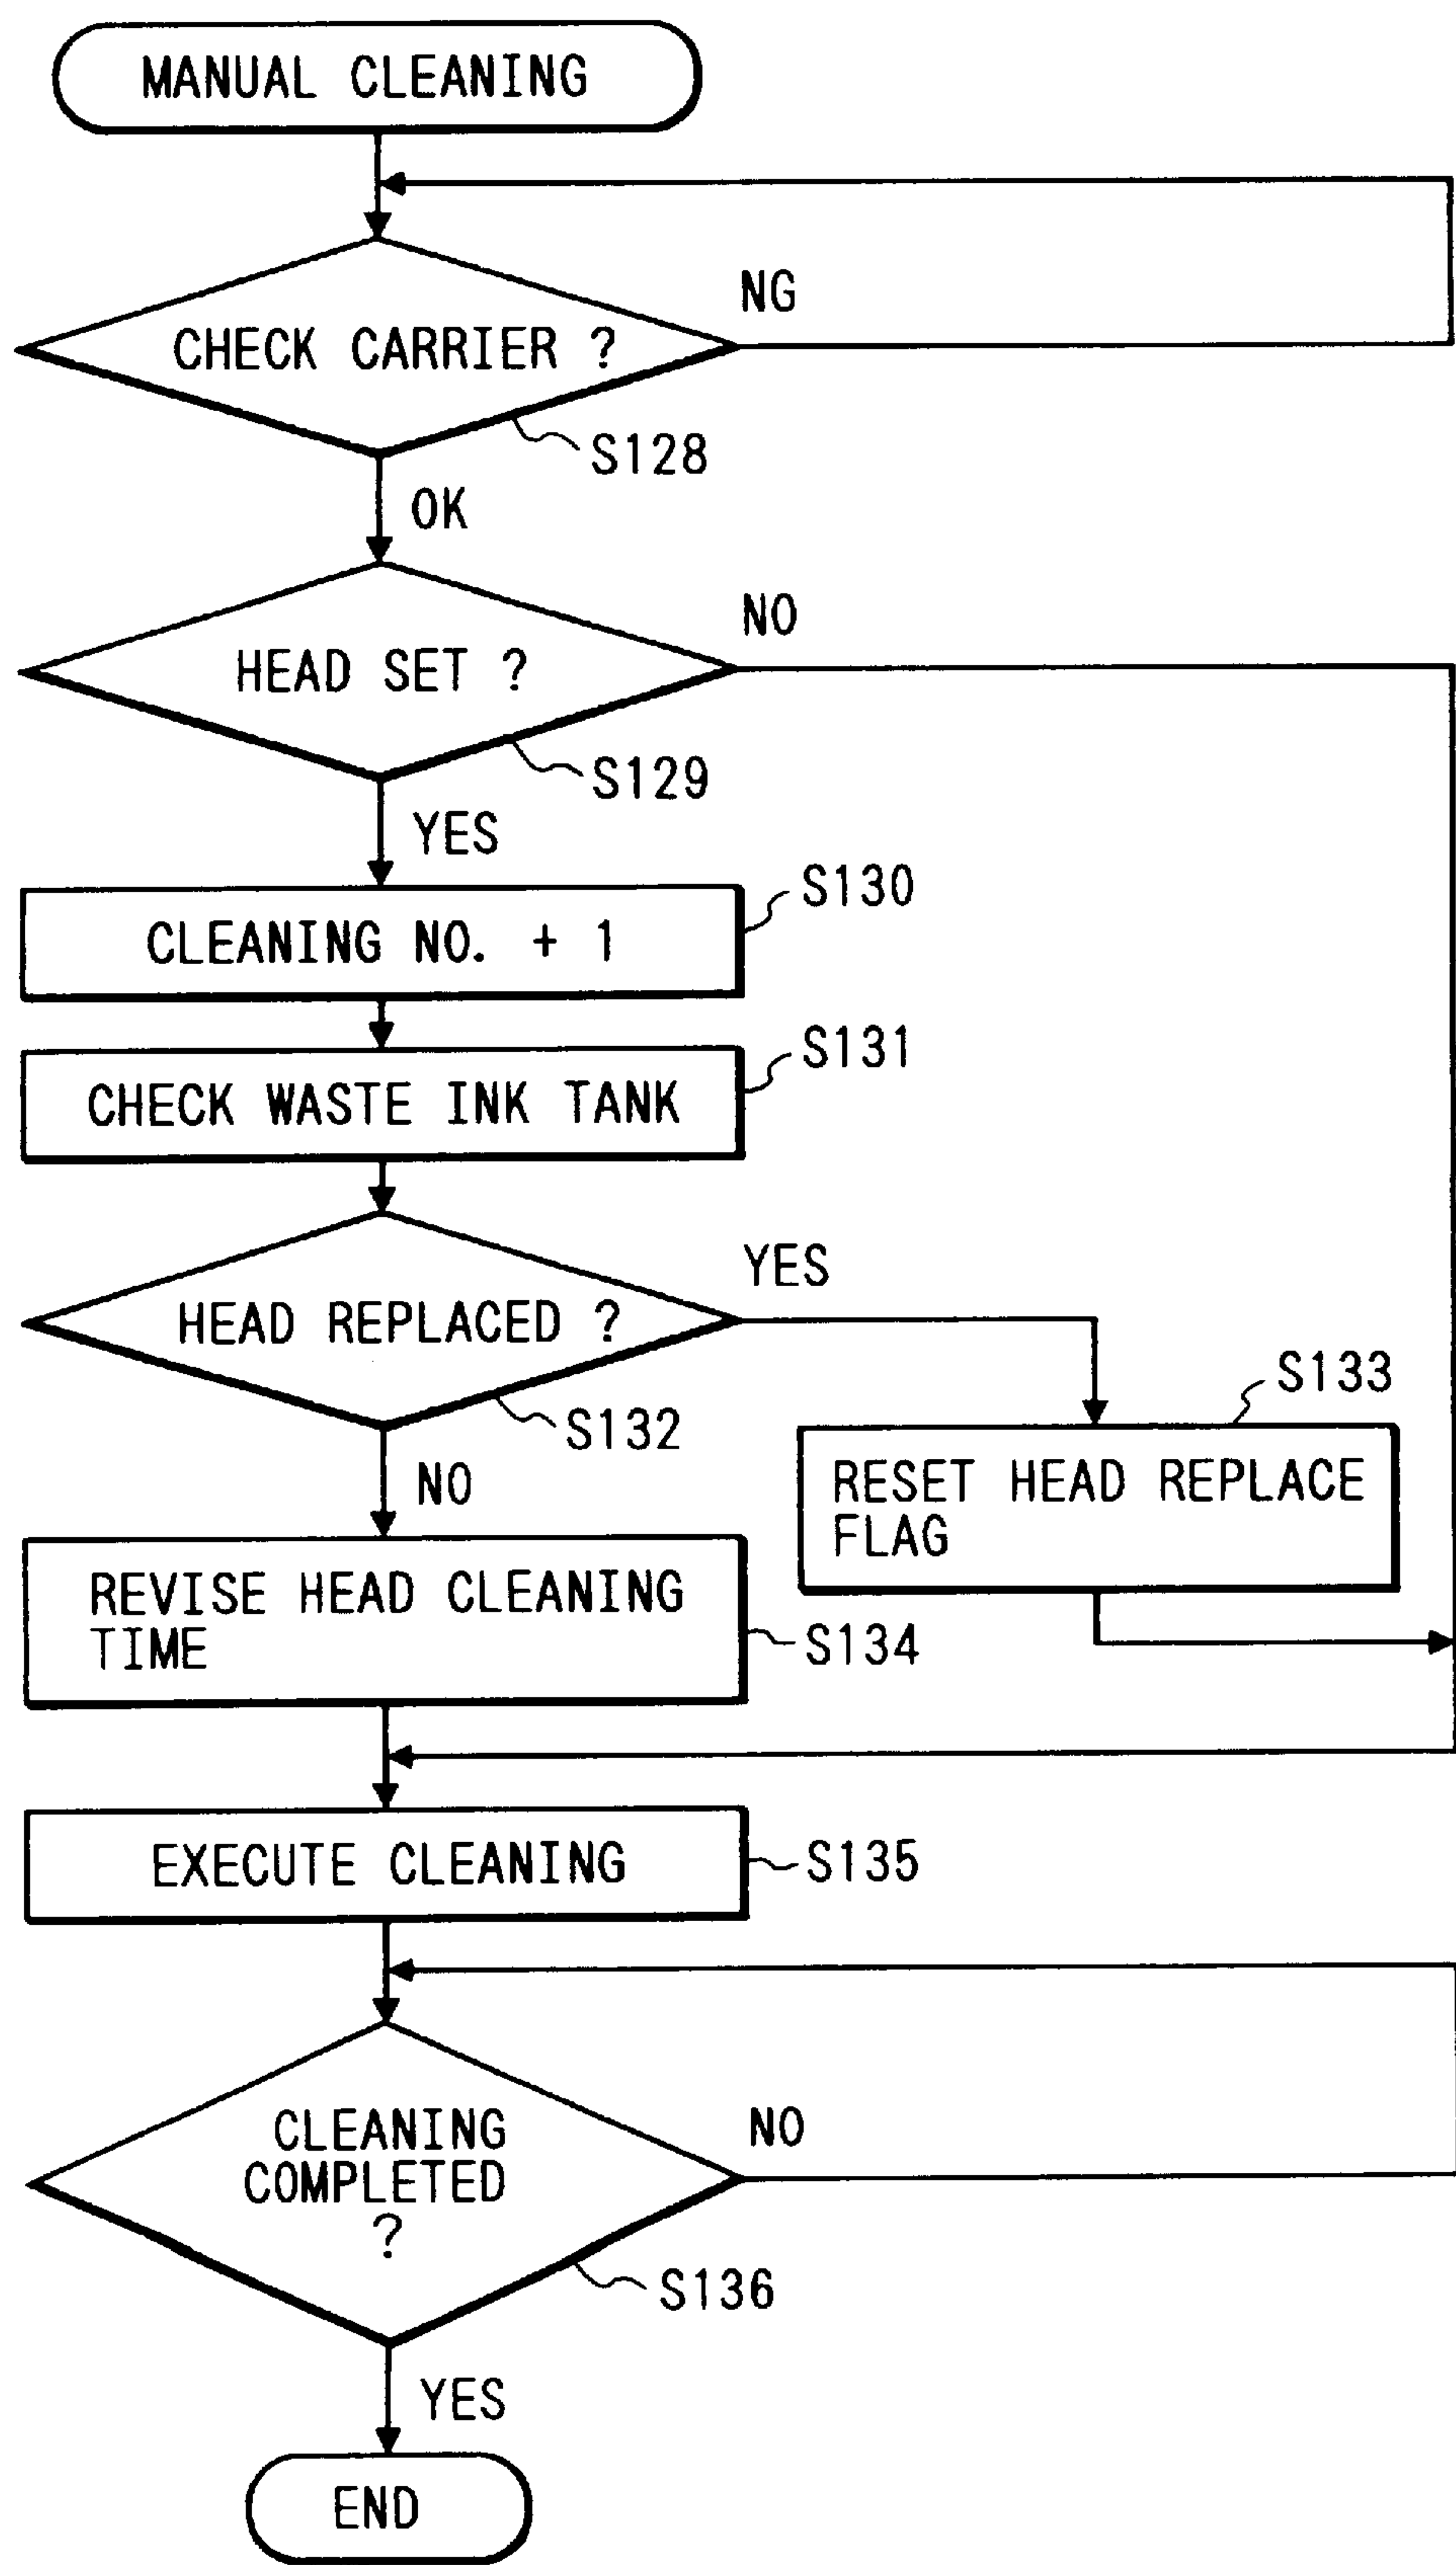 MANUAL CLEANING
NG
CHECK CARRIER ?
S128
OK
NO
HEAD SET ?
S129
YES
S130
CLEANING NO. + 1
S131
CHECK WASTE INK TANK
YES
HEAD REPLACED ?
S133
S132
NO
RESET HEAD REPLACE
FLAG
REVISE HEAD CLEANING
TIME
S134
EXECUTE CLEANING
S135
CLEANING
COMPLETED
?
NO
S136
YES
END